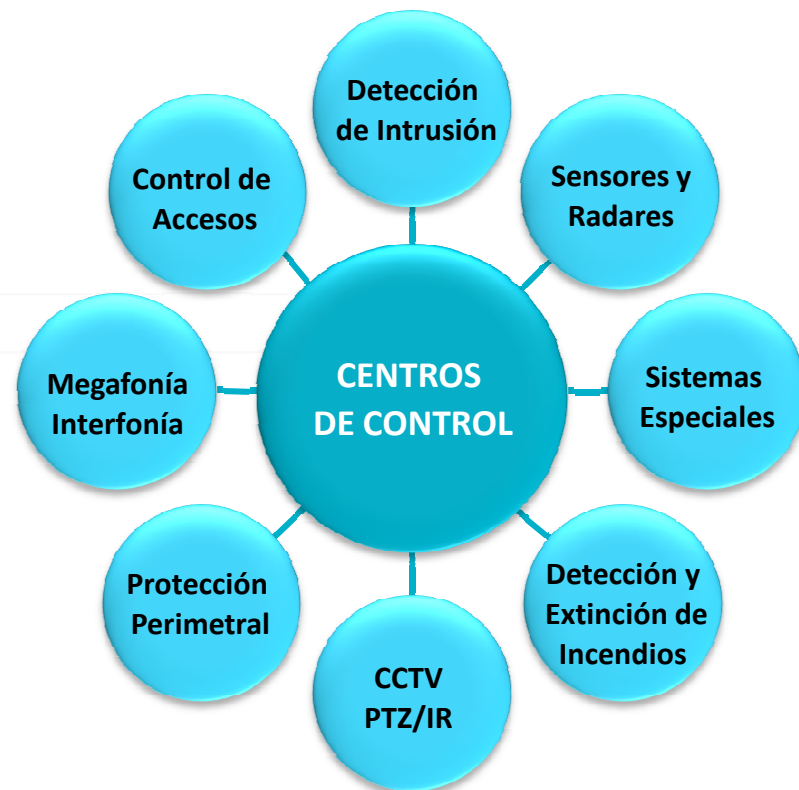 Detección
de Intrusión
Sensores y
Radares
Sistemas
Especiales
Detección y
Extinción de
Incendios
CCTV
PTZ/IR
Protección
Perimetral
Megafonía
Interfonía
Control de
Accesos
CENTROS
DE CONTROL